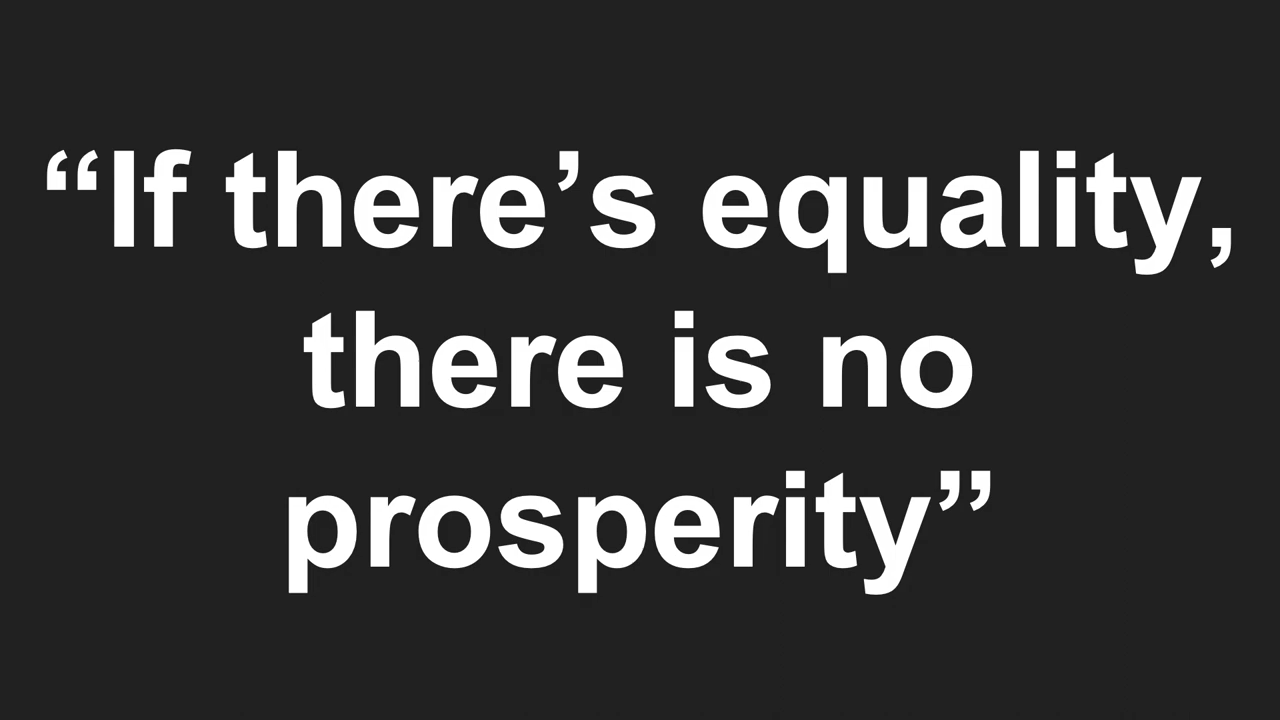 “If there’s equality,
there is no
prosperity”